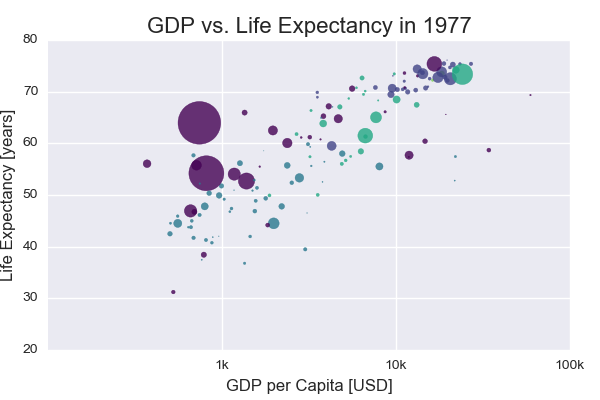 GDP vs. Life Expectancy in 1977
80
70
60
50
40
30
20
Life Expectancy [years]
1k
10k
100k
GDP per Capita [USD]